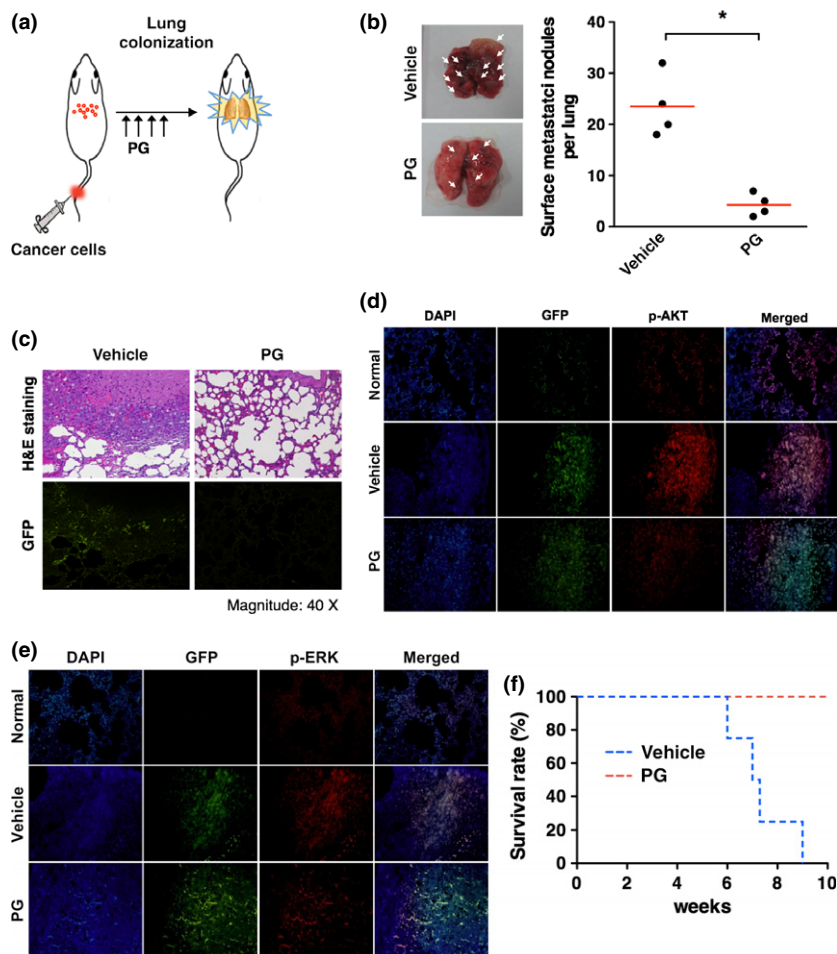 (a)
Lung
colonization
PG
Cancer cells
(b)
Vehicle
PG
*
Surface metastatci nodules
per lung
40
30
20
10
0
Vehicle
PG
(c)
Vehicle
PG
H&E staining
GFP
Magnitude: 40 X
(d)
DAPI GFP p-AKT Merged
Normal
Vehicle
PG
(e)
DAPI GFP p-ERK Merged
Normal
Vehicle
PG
(f)
Survival rate (%)
100
80
60
40
20
0
Vehicle
PG
0 2 4 6 8 10
weeks